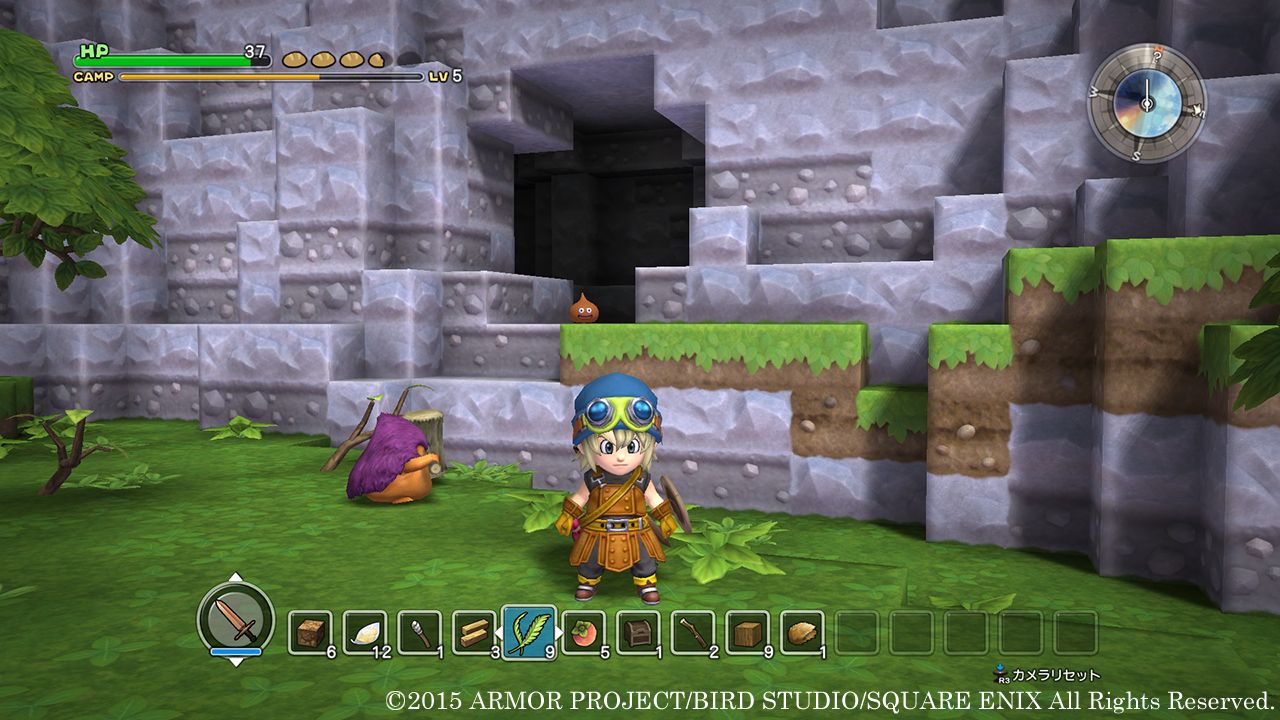 HP 37
CAMP LV 5
N
?
W
S
6 12 1 3 9 5 1 2 9 1
R3 カメラリセット
©2015 ARMOR PROJECT/BIRD STUDIO/SQUARE ENIX All Rights Reserved.